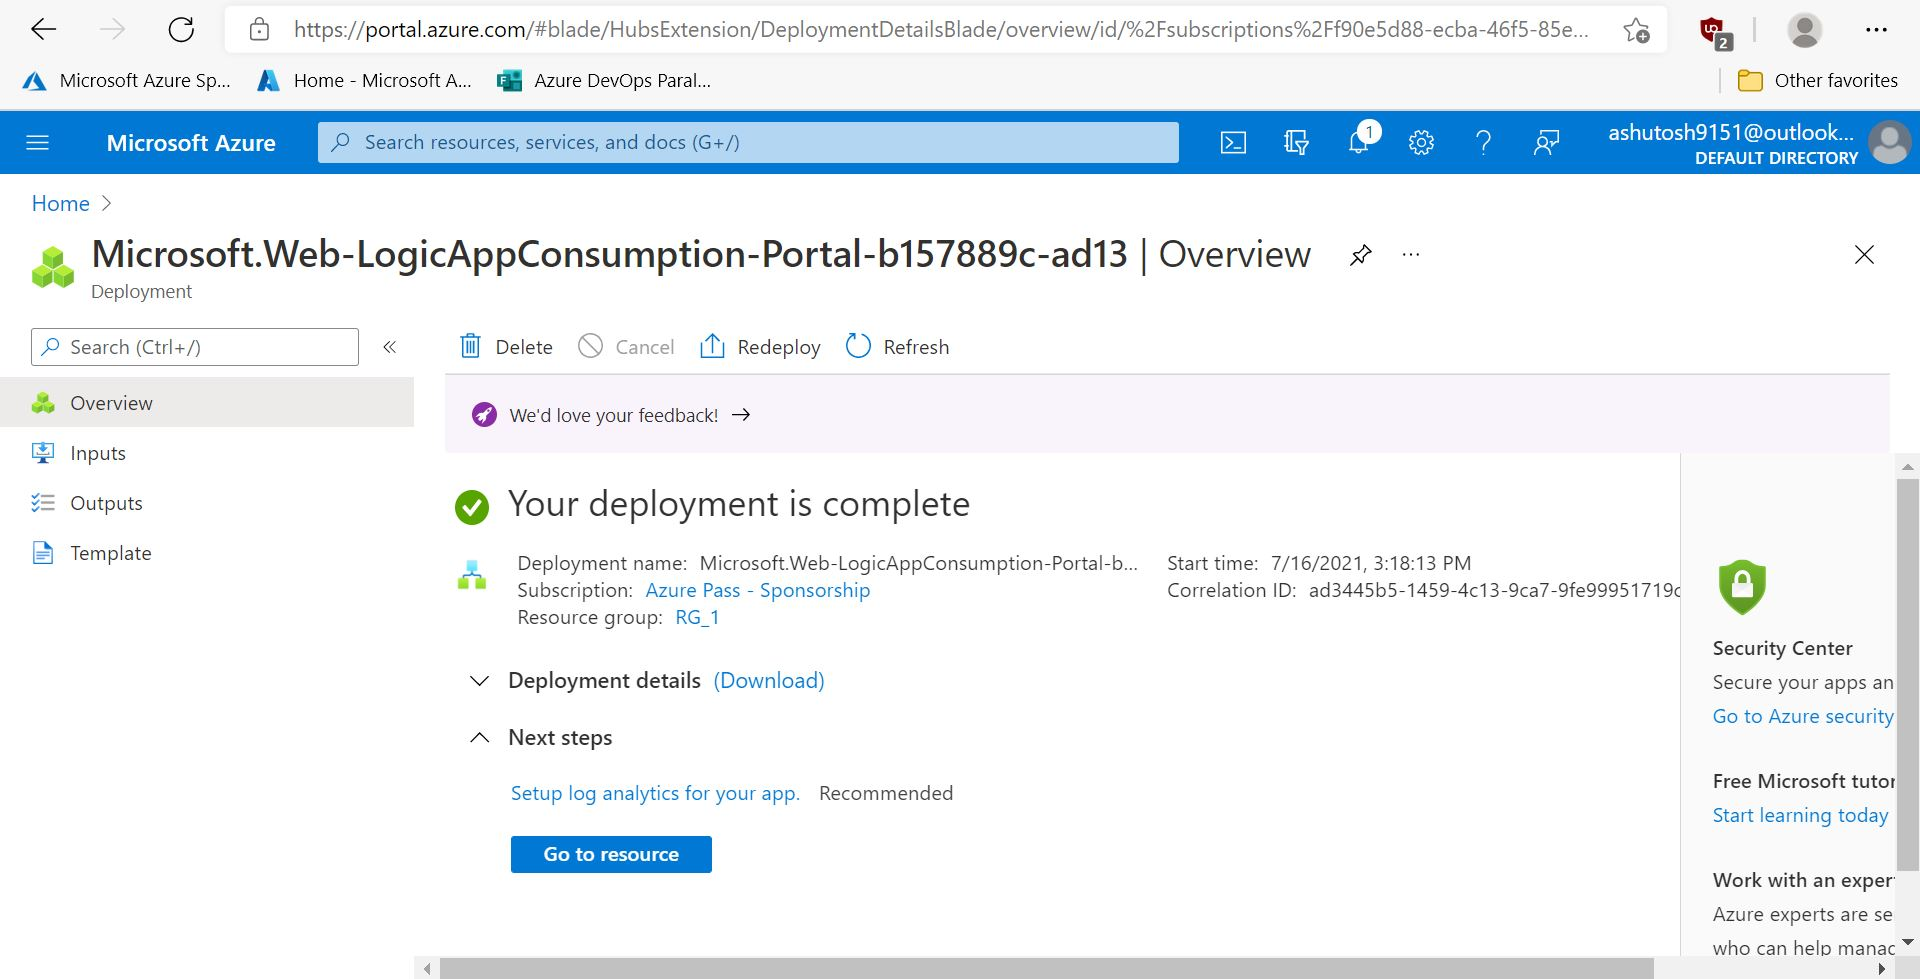 https://portal.azure.com/#blade/HubsExtension/DeploymentDetailsBlade/overview/id/%2Fsubscriptions%2Ff90e5d88-ecba-46f5-85e...
2
Microsoft Azure Sp...
Home - Microsoft A...
Azure DevOps Paral...
Other favorites
Microsoft Azure
Search resources, services, and docs (G+/)
1
ashutosh9151@outlook...
DEFAULT DIRECTORY
Home
Microsoft.Web-LogicAppConsumption-Portal-b157889c-ad13 | Overview
Deployment
Search (Ctrl+/)
Delete
Cancel
Redeploy
Refresh
Overview
Inputs
Outputs
Template
We'd love your feedback! →
Your deployment is complete
Deployment name: Microsoft.Web-LogicAppConsumption-Portal-b...
Subscription: Azure Pass - Sponsorship
Resource group: RG_1
Start time: 7/16/2021, 3:18:13 PM
Correlation ID: ad3445b5-1459-4c13-9ca7-9fe99951719c
Deployment details (Download)
Next steps
Setup log analytics for your app. Recommended
Go to resource
Security Center
Secure your apps an
Go to Azure security
Free Microsoft tutor
Start learning today
Work with an exper
Azure experts are se
who can help manac